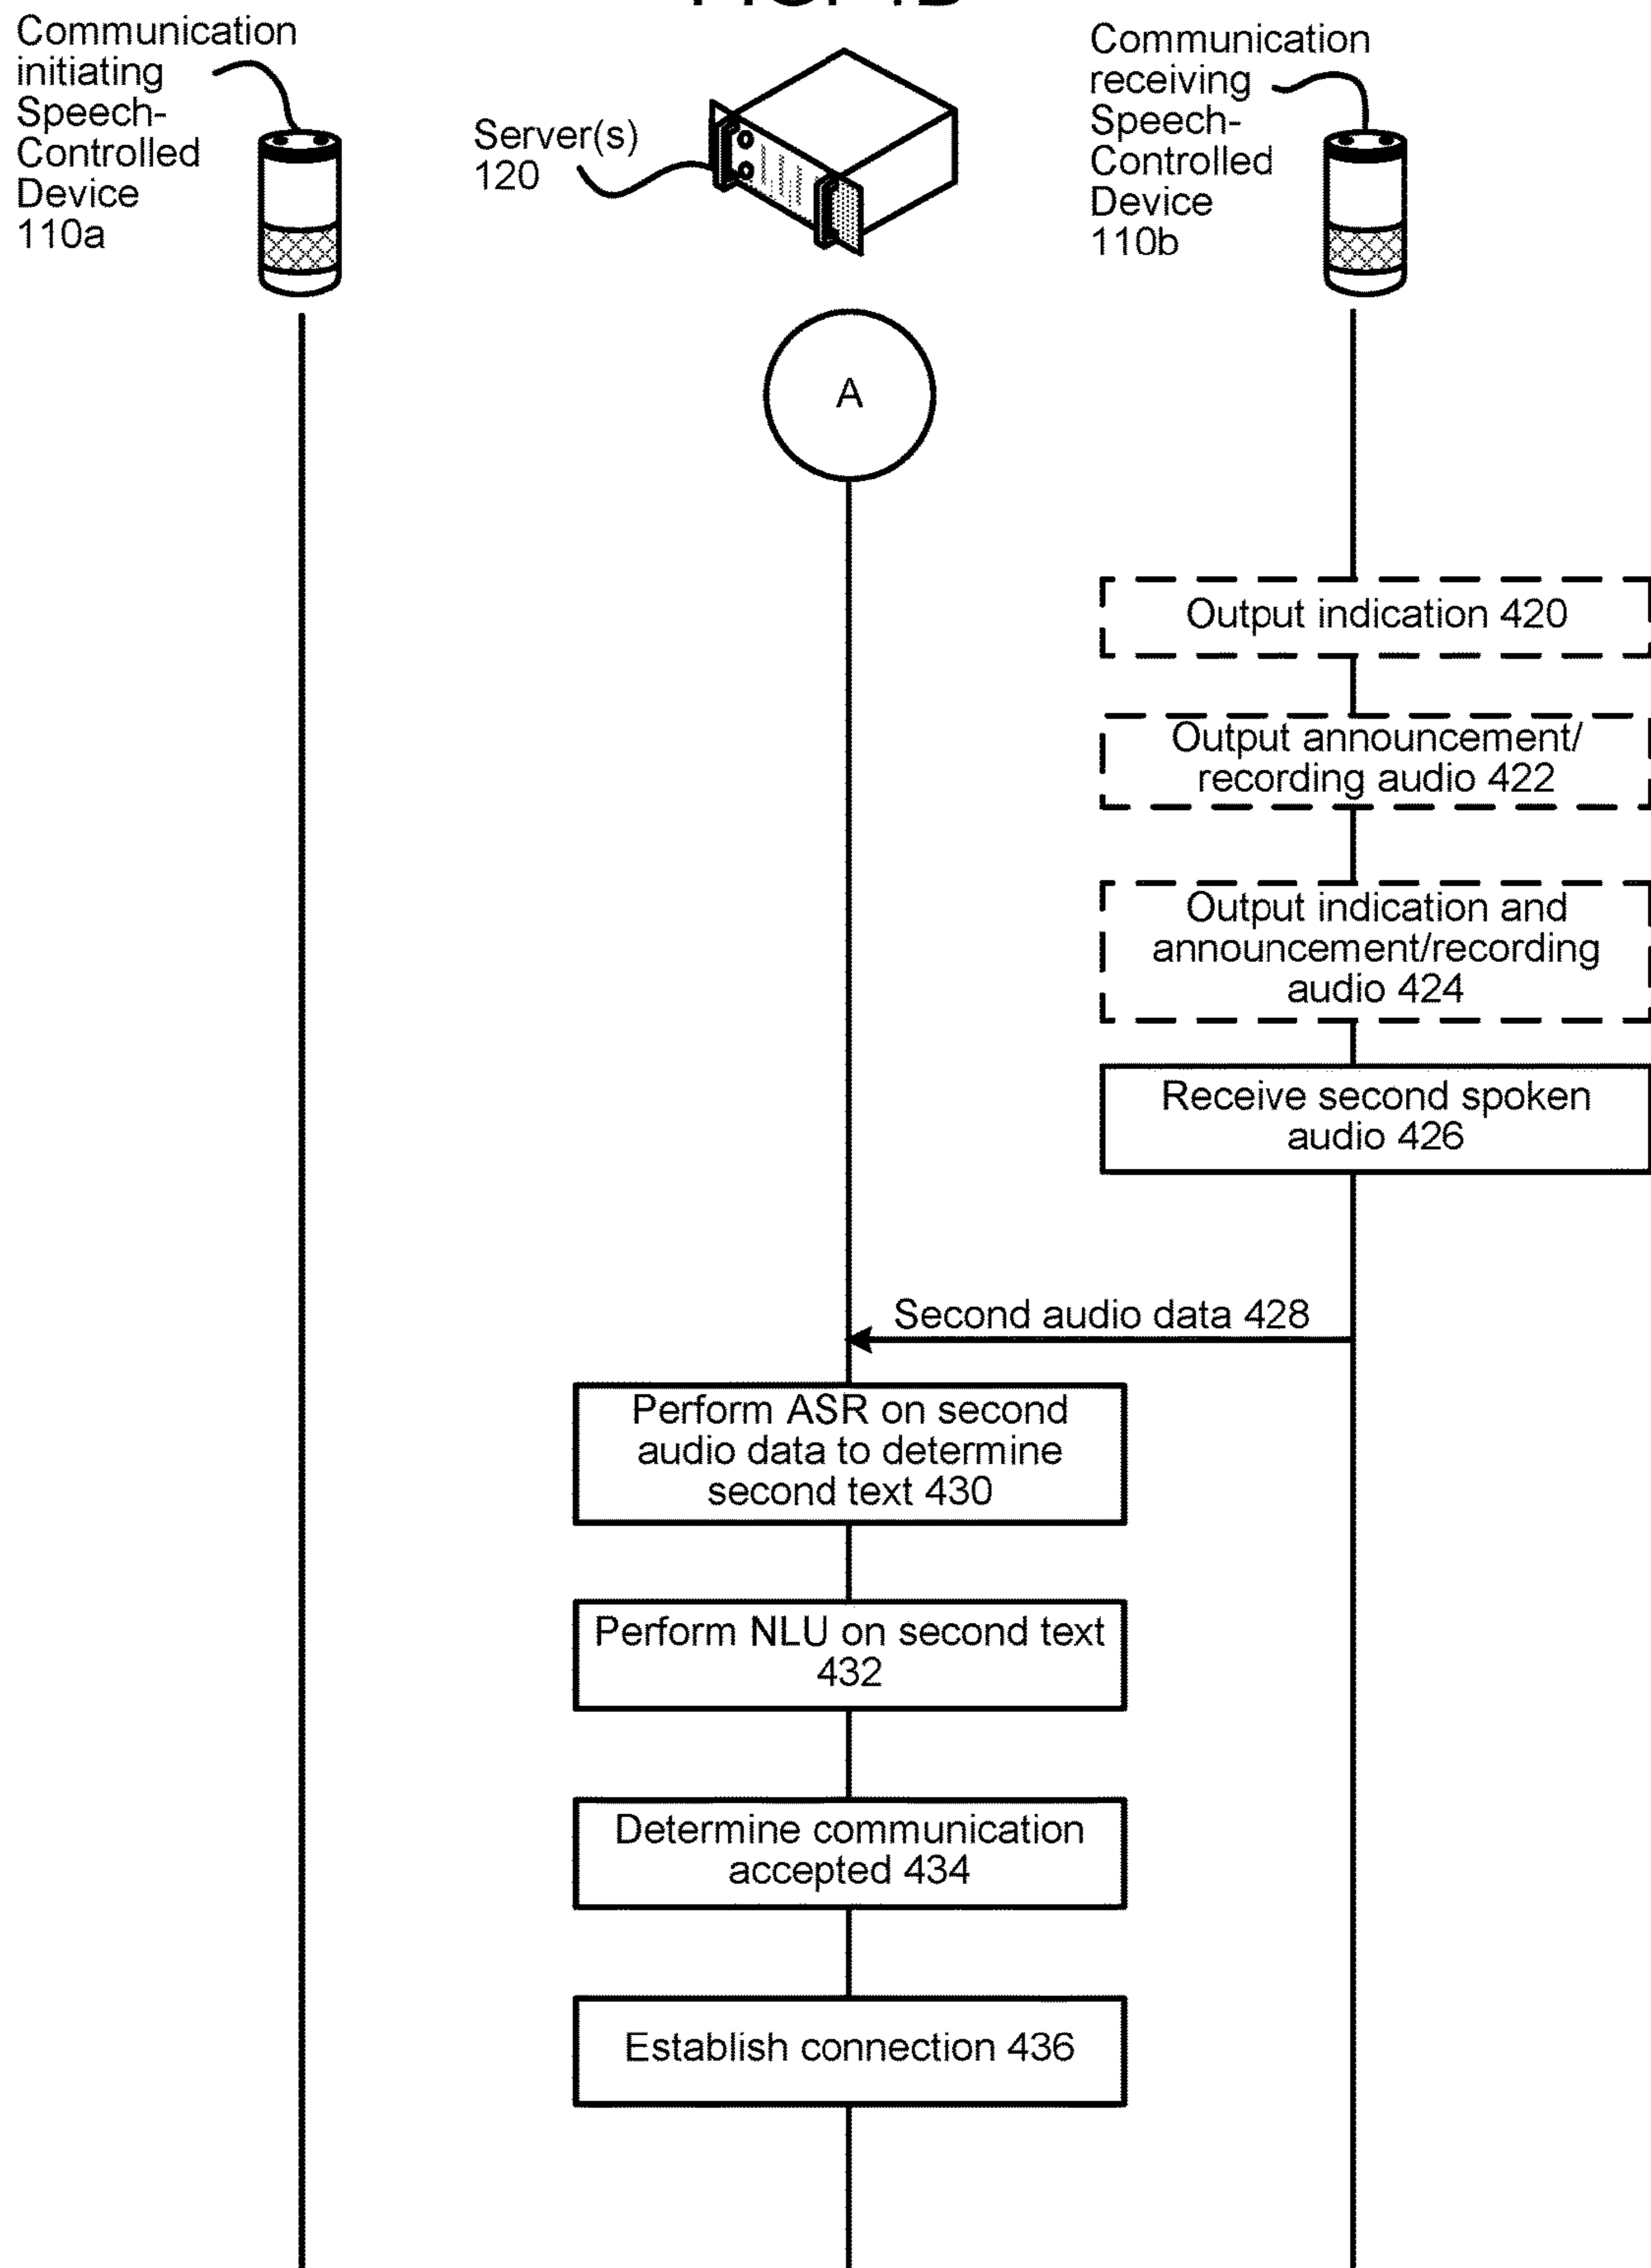 Communication
initiating
Speech-
Controlled
Device
110a
Server(s)
120
Communication
receiving
Speech-
Controlled
Device
110b
A
Output indication 420
Output announcement/
recording audio 422
Output indication and
announcement/recording
audio 424
Receive second spoken
audio 426
Second audio data 428
Perform ASR on second
audio data to determine
second text 430
Perform NLU on second text
432
Determine communication
accepted 434
Establish connection 436